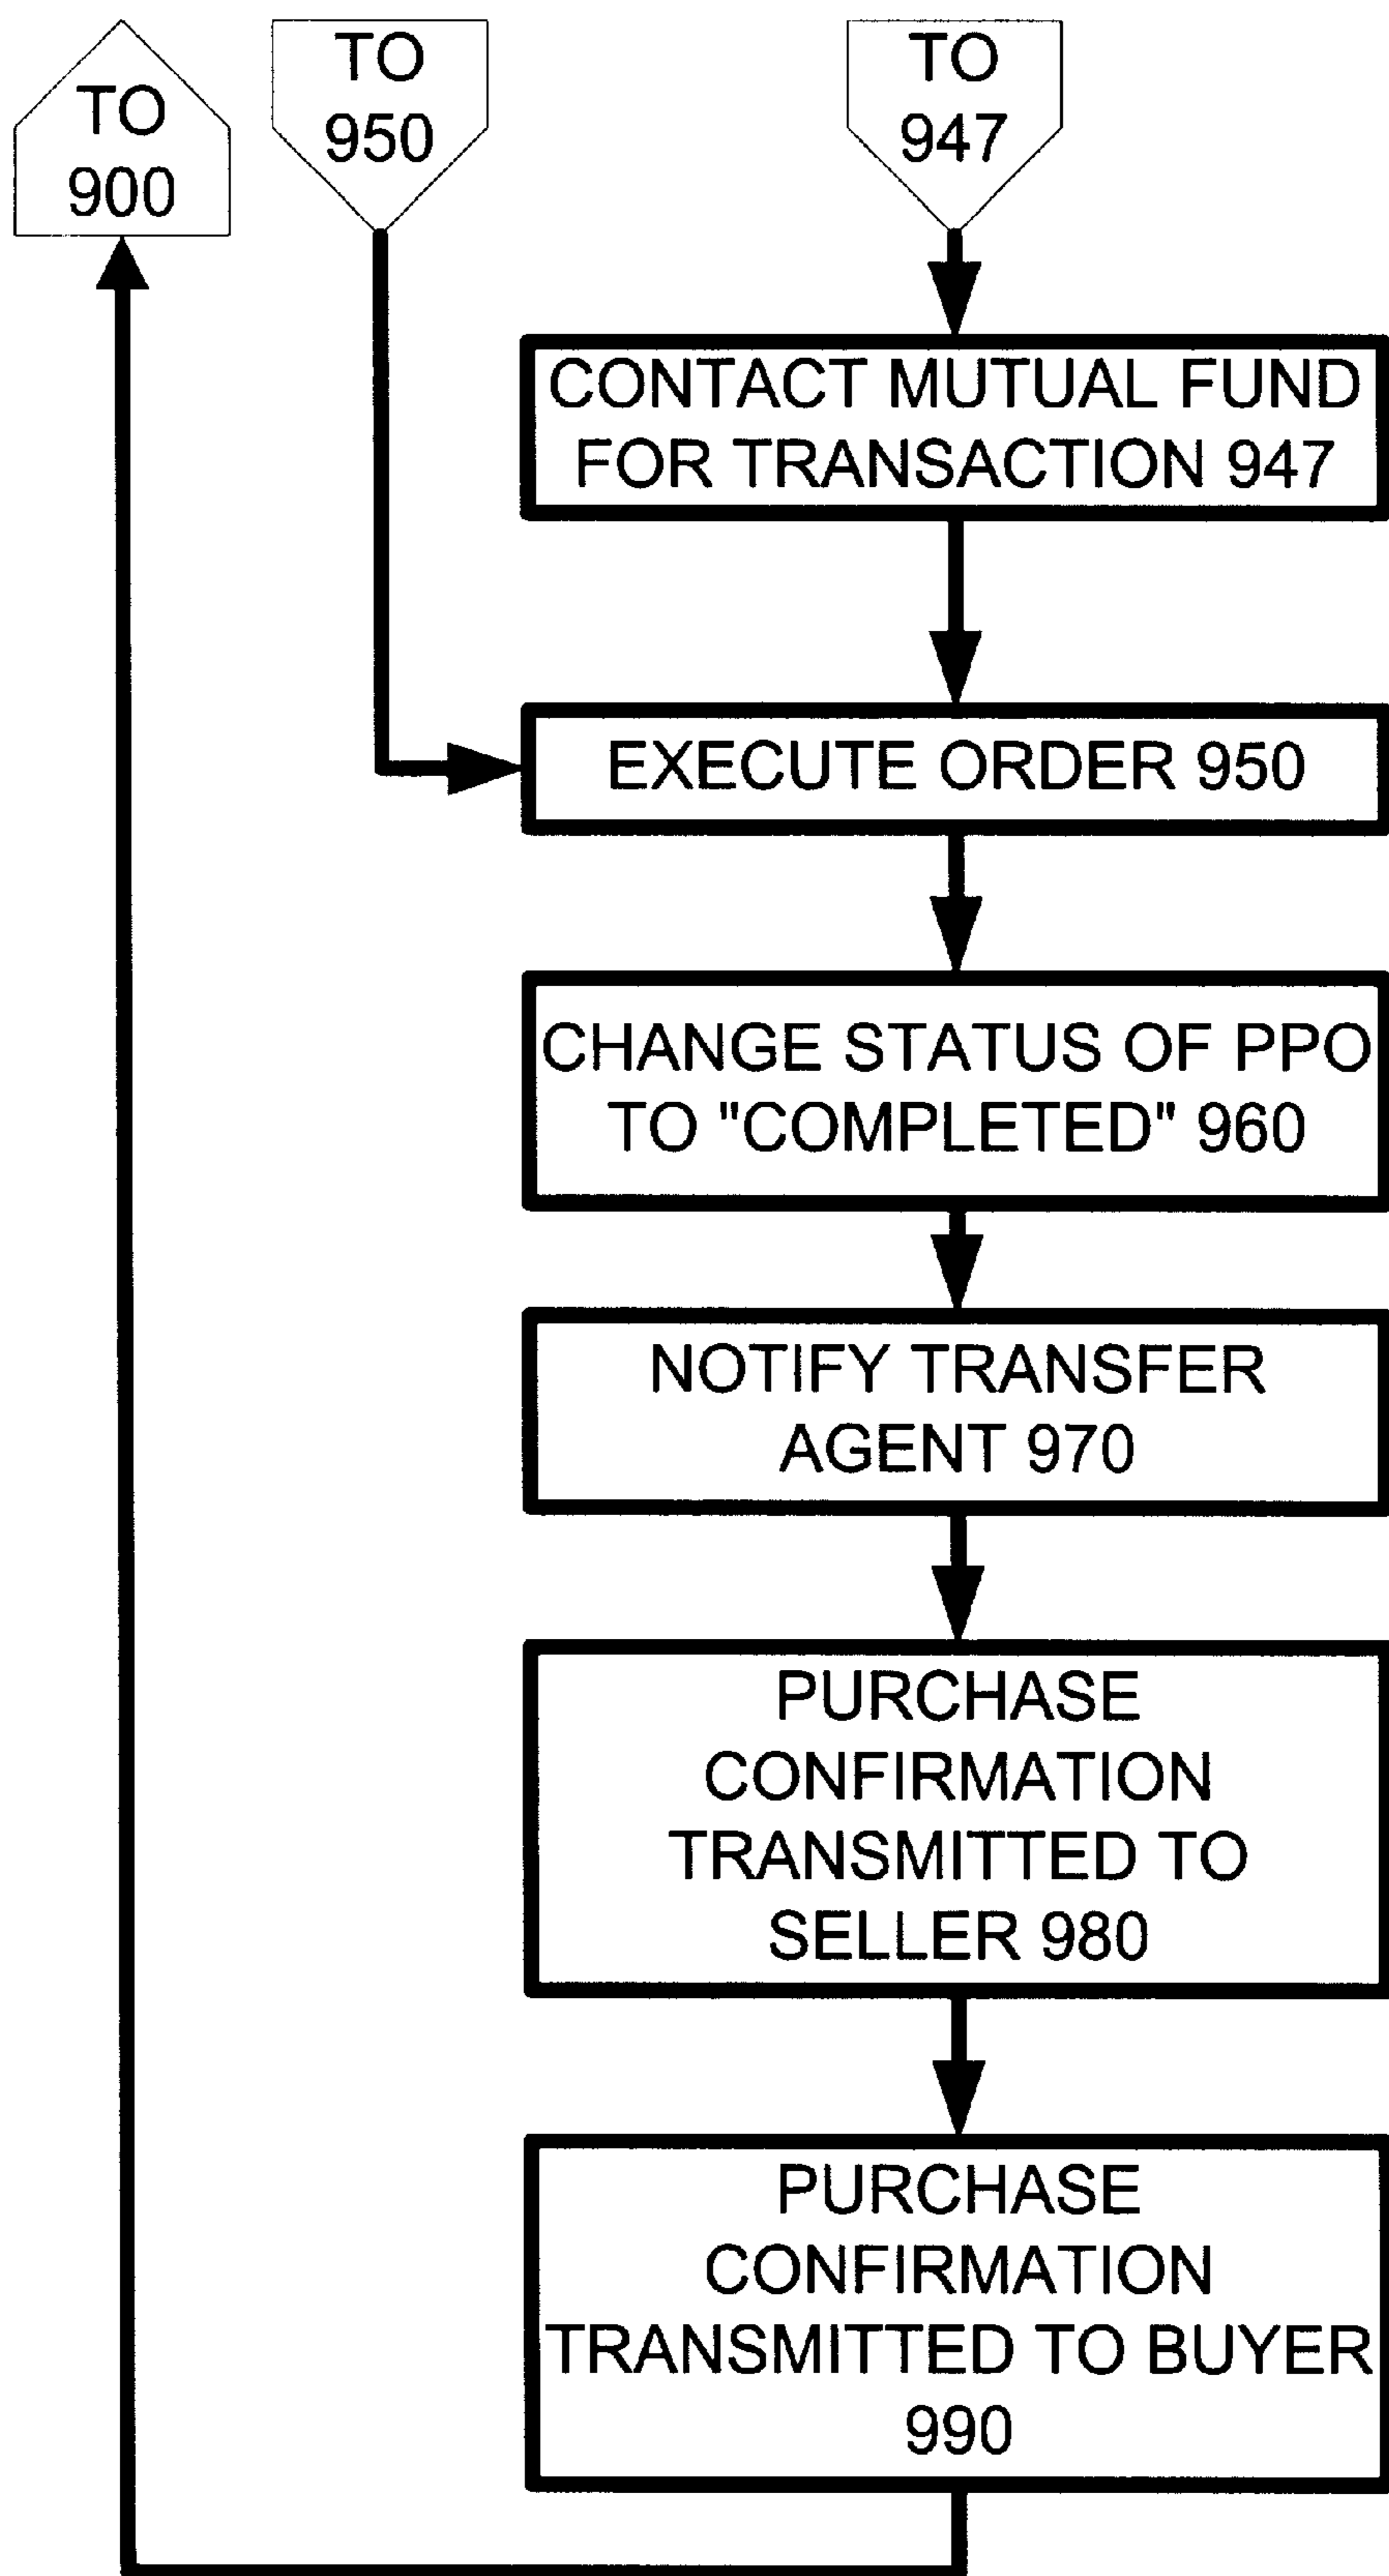 TO
900
TO
950
TO
947
CONTACT MUTUAL FUND
FOR TRANSACTION 947
EXECUTE ORDER 950
CHANGE STATUS OF PPO
TO "COMPLETED" 960
NOTIFY TRANSFER
AGENT 970
PURCHASE
CONFIRMATION
TRANSMITTED TO
SELLER 980
PURCHASE
CONFIRMATION
TRANSMITTED TO BUYER
990